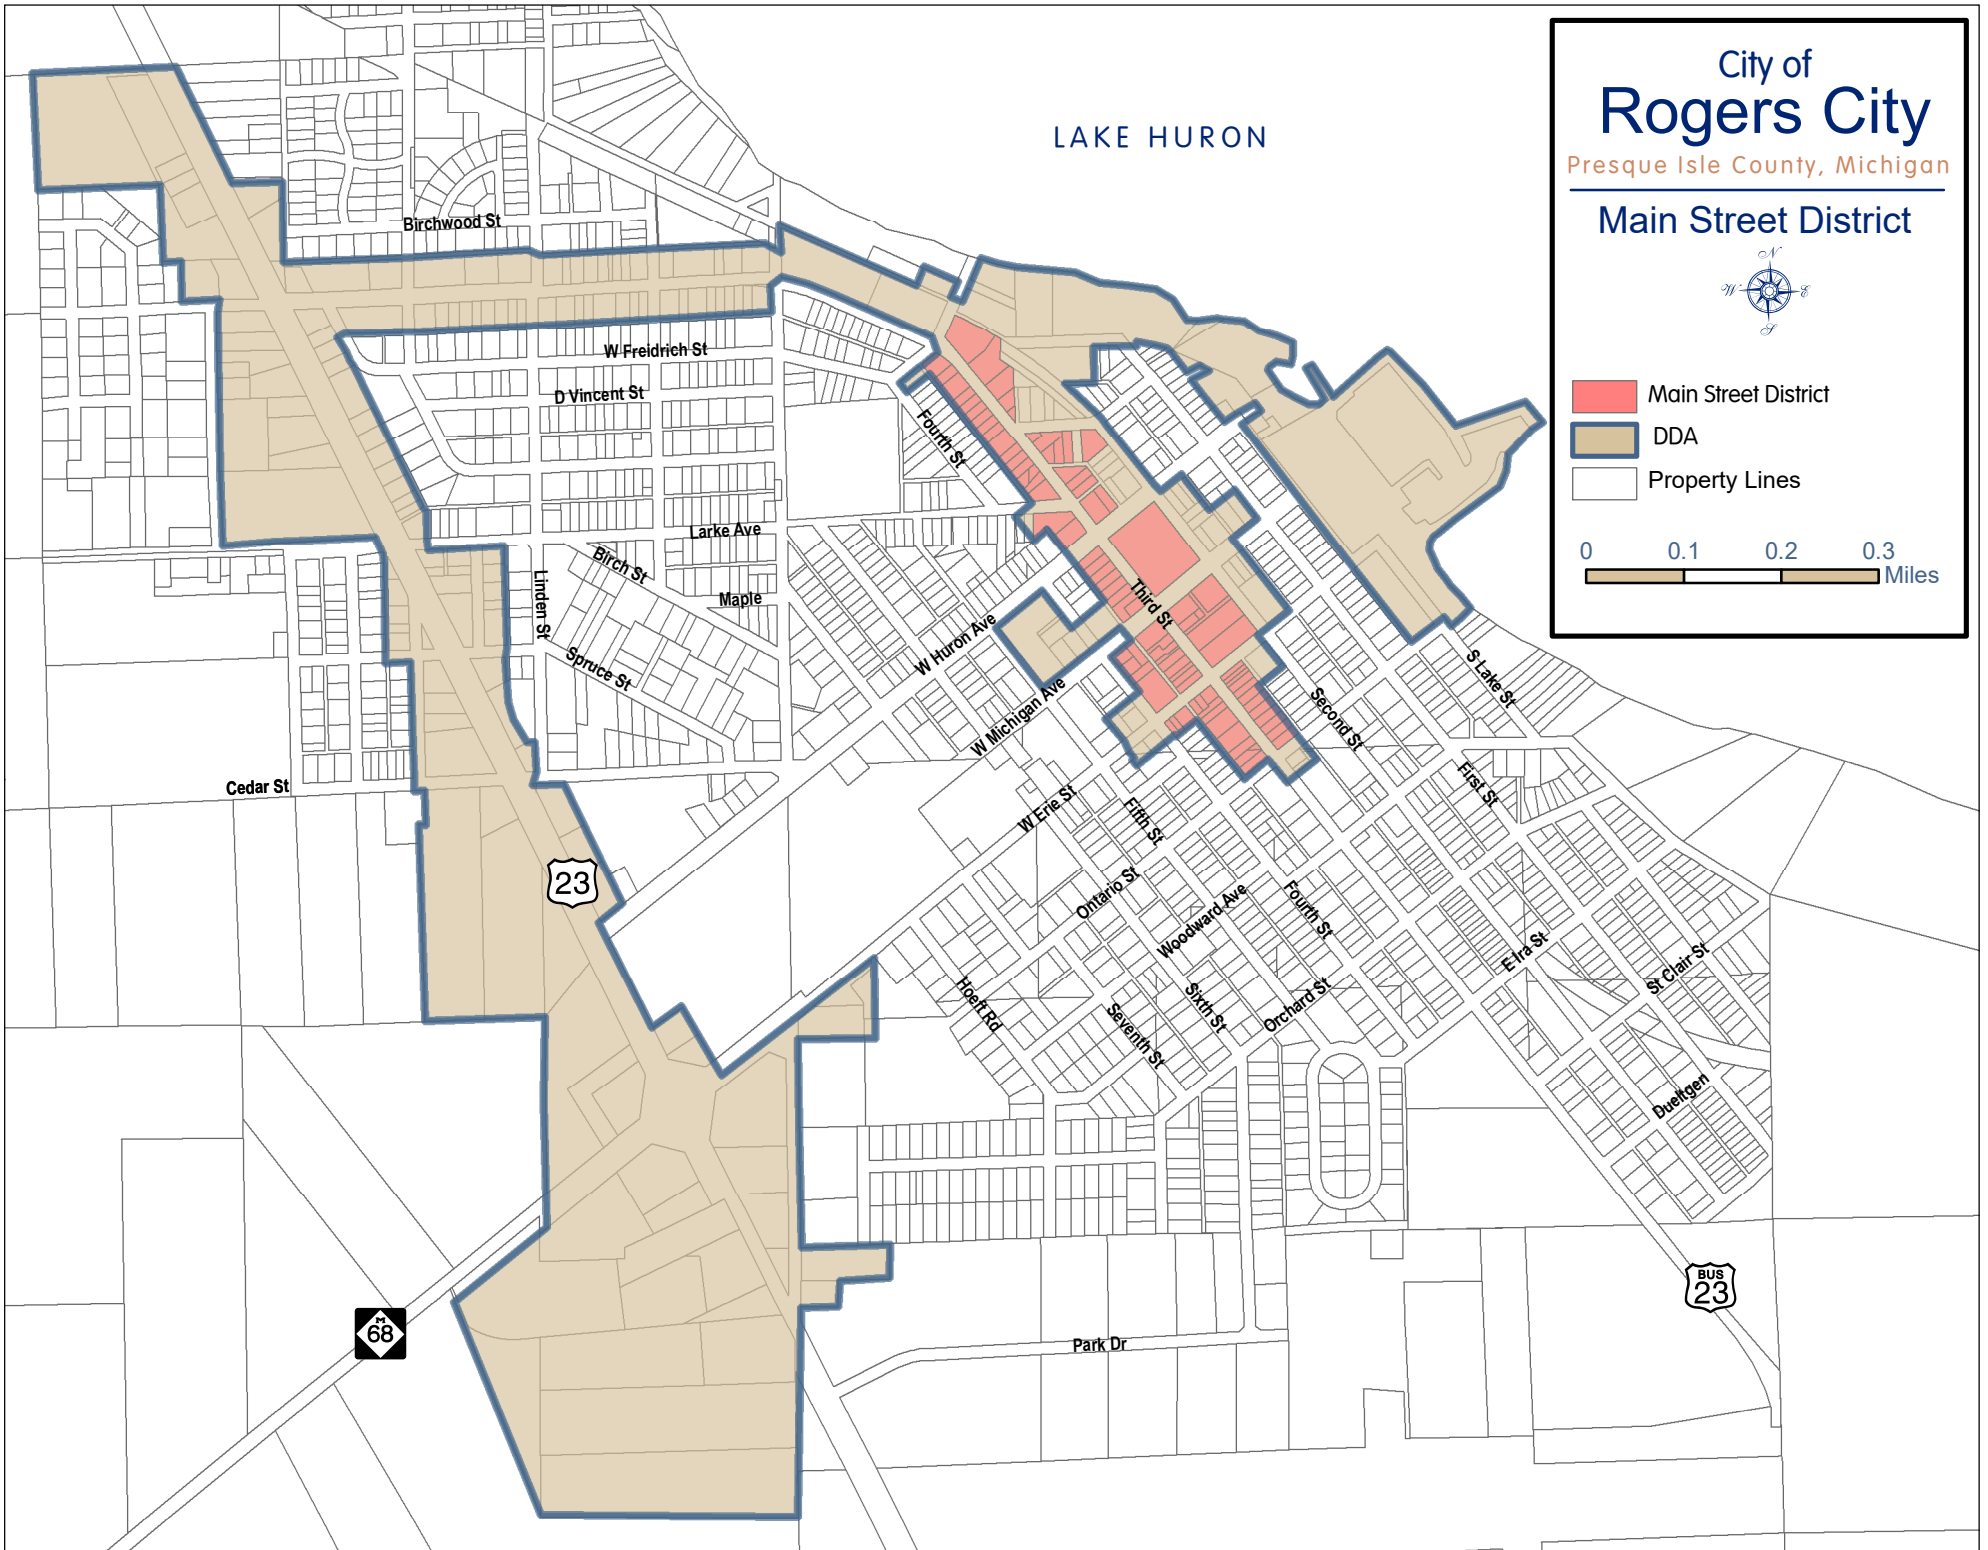 City of
Rogers City
Presque Isle County, Michigan
Main Street District
N
W
E
S
Main Street District
DDA
Property Lines
0 0.1 0.2 0.3
Miles
LAKE HURON
Birchwood St
W Freidrich St
D Vincent St
Fourth St
Larke Ave
Birch St
Linden St
Maple
Third St
W Huron Ave
Spruce St
S Lake St
W Michigan Ave
Second St
Cedar St
First St
W Erie St
Fifth St
23
Ontario St
Woodward Ave
Fourth St
E Ira St
St Clair St
Hoeft Rd
Sixth St
Orchard St
Seventh St
Dueltgen
BUS
23
M
68
Park Dr